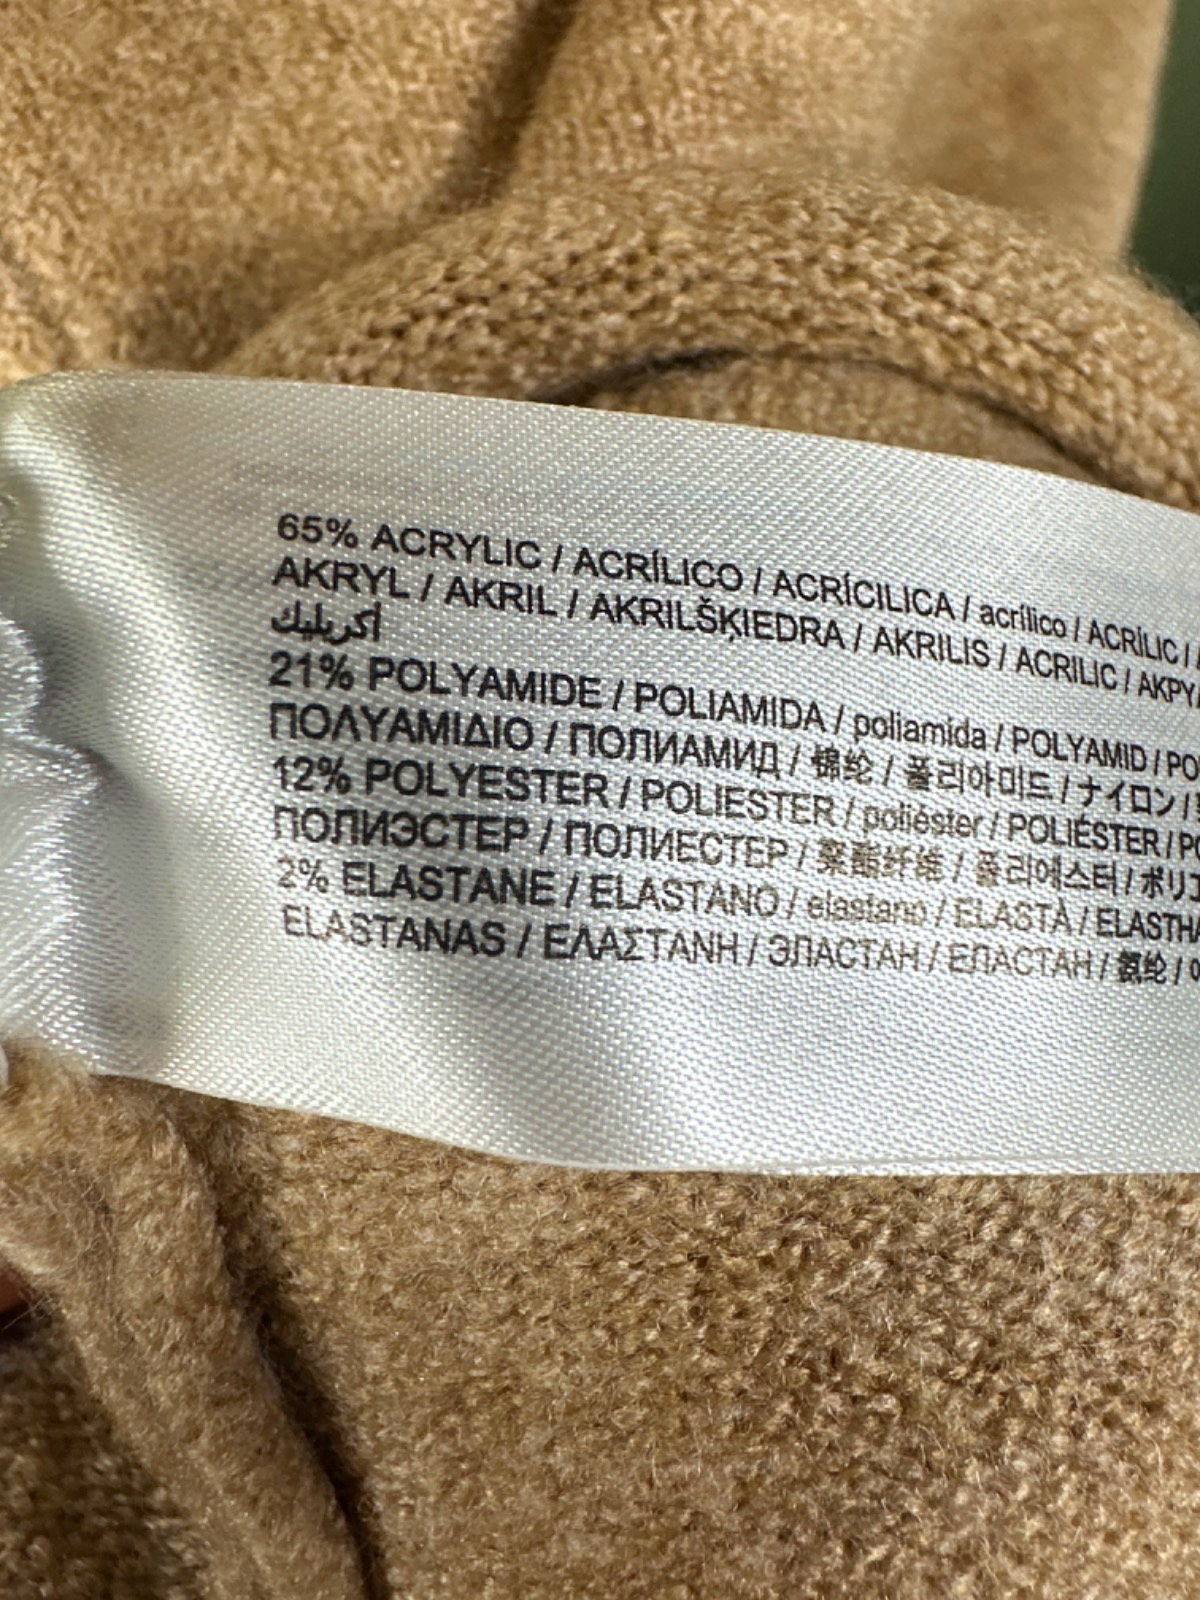 65% ACRYLIC / ACRÍLICO / ACRÍCILICA / acrílico / ACRÍLIC /
AKRYL / AKRIL / AKRILŠĶIEDRA / AKRILIS / ACRILIC / АКРУ
أكريليك
21% POLYAMIDE / POLIAMIDA / poliamida / POLYAMID / PO
ΠΟΛΥΑΜΙΔΙΟ / ПОЛИАМИД / 锦纶 / 폴리아미드 / ナイロン /
12% POLYESTER / POLIESTER / poliéster / POLIÈSTER / PO
ПОЛИЭСТЕР / ПОЛИЕСТЕР / 聚酯纤维 / 폴리에스터 / ポリエ
2% ELASTANE / ELASTANO / elastano / ELASTÀ / ELASTHA
ELASTANAS / ΕΛΑΣΤΑΝΗ / ЭЛАСТАН / ЕЛАСТАН / 氨纶 /